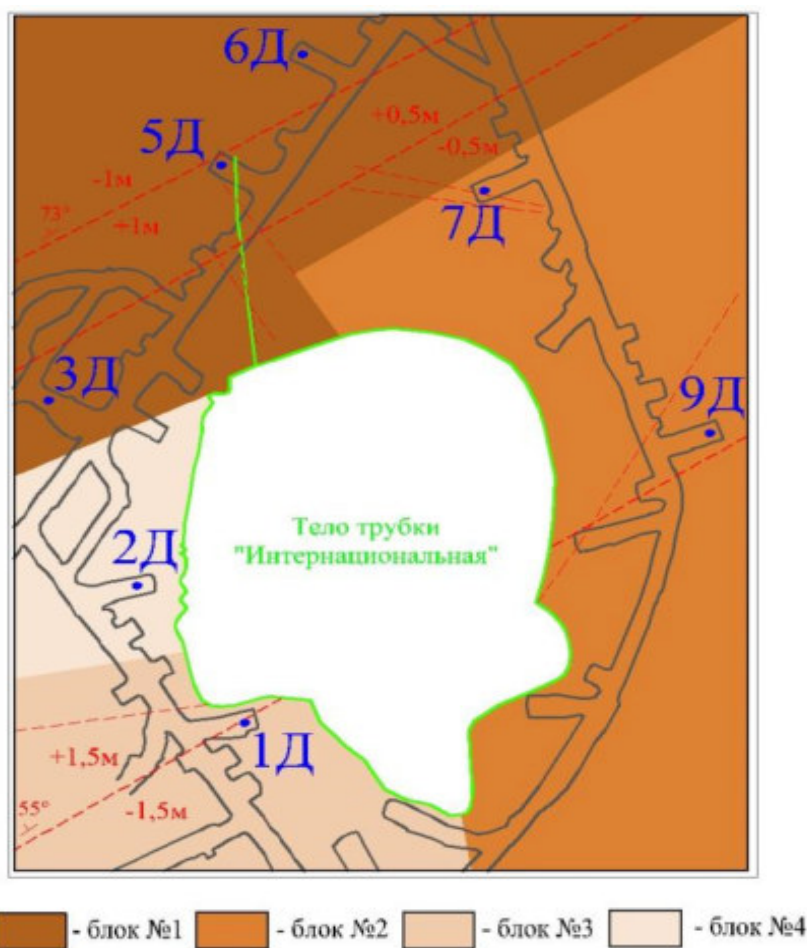 6Д
+0,5м
5Д
-0,5м
-1м
7Д
73°
+1м
3Д
9Д
Тело трубки
"Интернациональная"
2Д
1Д
+1,5м
-1,5м
55°
- блок №1
- блок №2
- блок №3
- блок №4